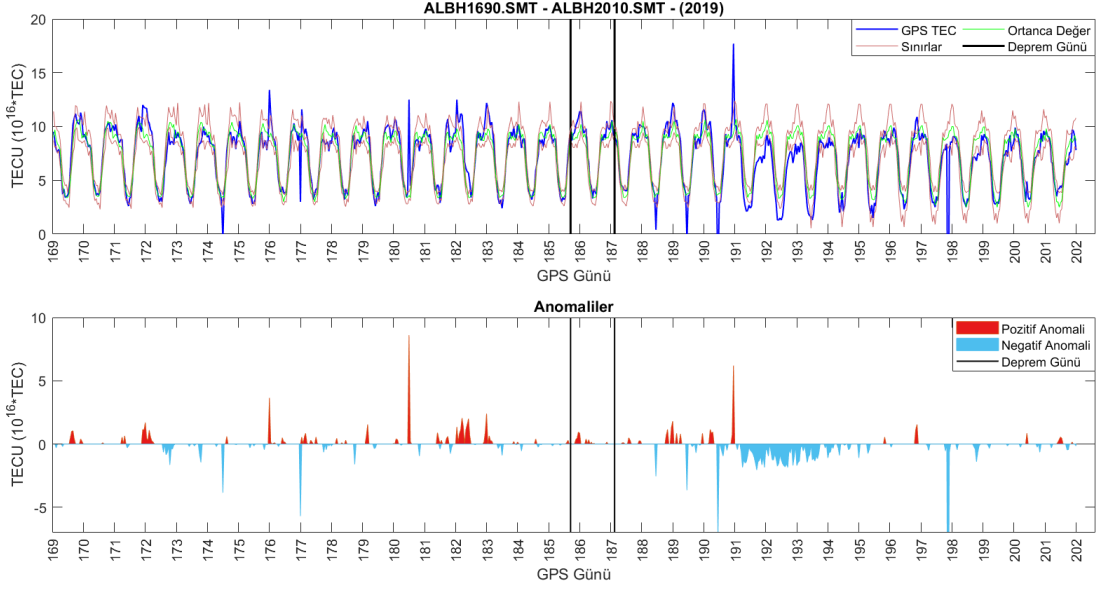 ALBH1690.SMT - ALBH2010.SMT - (2019)
TECU (10^16*TEC)
20
15
10
5
0
GPS TEC
Ortanca Değer
Sınırlar
Deprem Günü
169 170 171 172 173 174 175 176 177 178 179 180 181 182 183 184 185 186 187 188 189 190 191 192 193 194 195 196 197 198 199 200 201 202
GPS Günü
Anomaliler
TECU (10^16*TEC)
10
5
0
-5
Pozitif Anomali
Negatif Anomali
Deprem Günü
169 170 171 172 173 174 175 176 177 178 179 180 181 182 183 184 185 186 187 188 189 190 191 192 193 194 195 196 197 198 199 200 201 202
GPS Günü